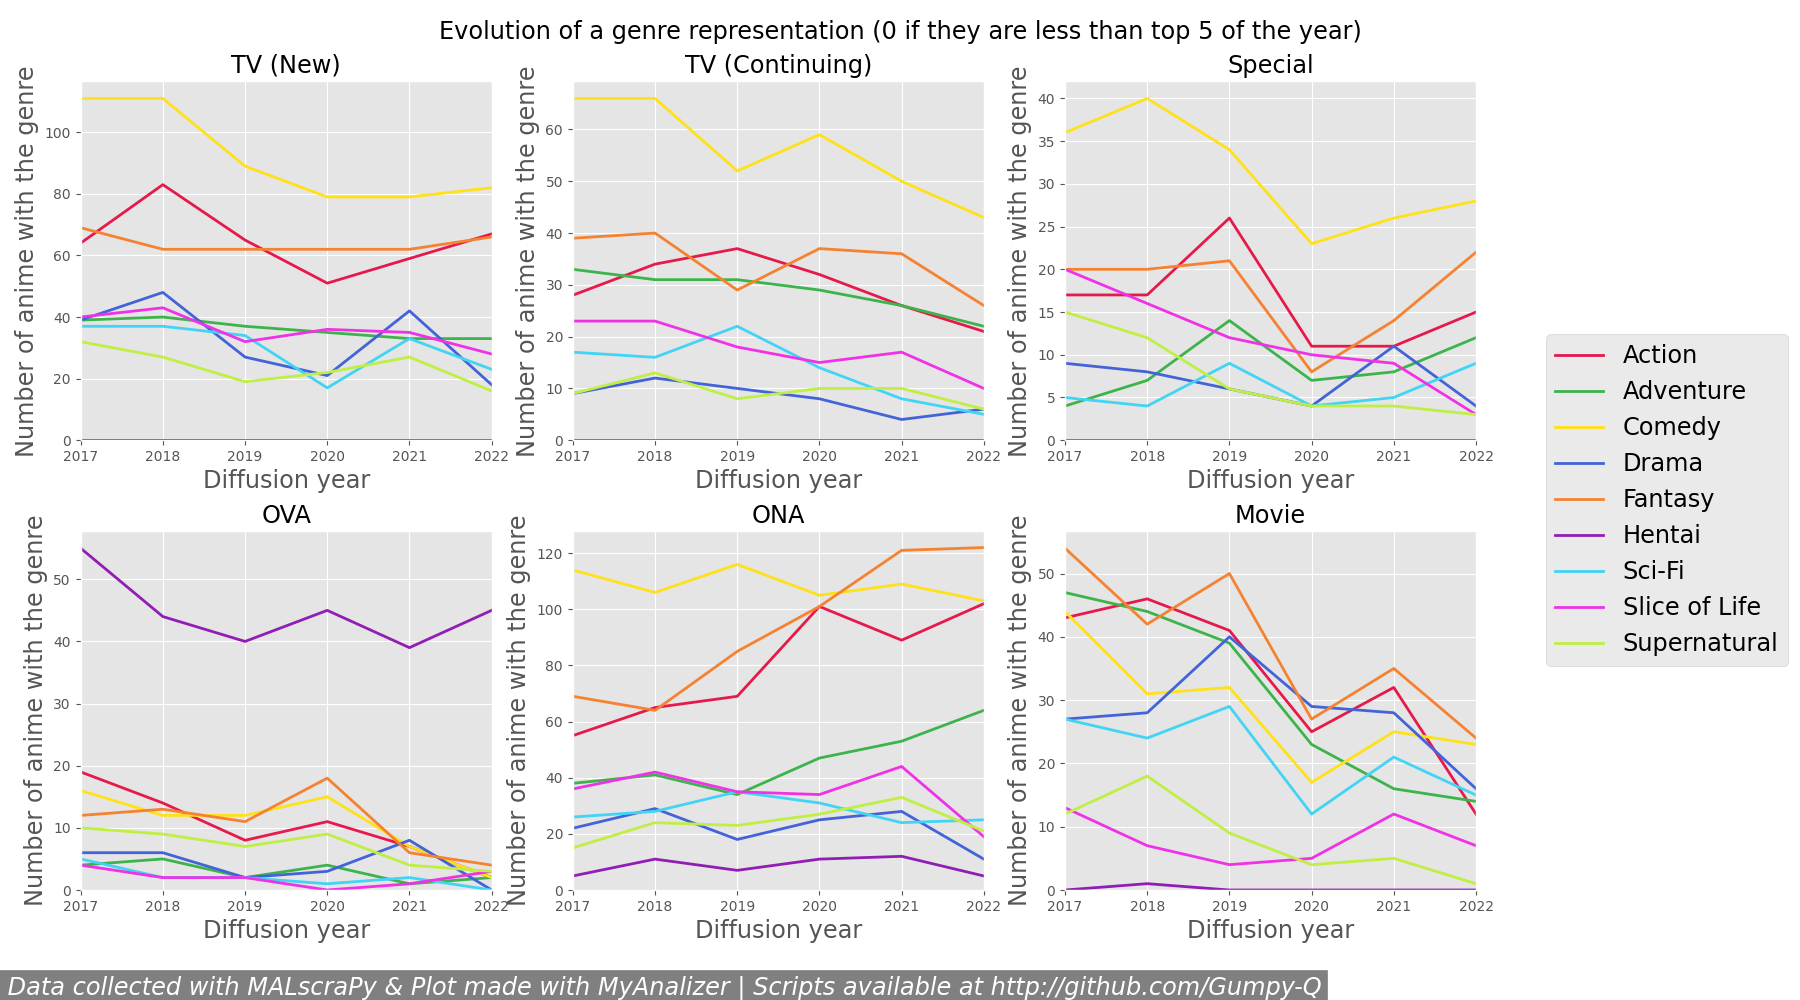 Evolution of a genre representation (0 if they are less than top 5 of the year)
TV (New)
Number of anime with the genre
100
80
60
40
20
0
2017 2018 2019 2020 2021 2022
Diffusion year
TV (Continuing)
Number of anime with the genre
60
50
40
30
20
10
0
2017 2018 2019 2020 2021 2022
Diffusion year
Special
Number of anime with the genre
40
35
30
25
20
15
10
5
0
2017 2018 2019 2020 2021 2022
Diffusion year
Action
Adventure
Comedy
Drama
Fantasy
Hentai
Sci-Fi
Slice of Life
Supernatural
OVA
Number of anime with the genre
50
40
30
20
10
0
2017 2018 2019 2020 2021 2022
Diffusion year
ONA
Number of anime with the genre
120
100
80
60
40
20
0
2017 2018 2019 2020 2021 2022
Diffusion year
Movie
Number of anime with the genre
50
40
30
20
10
0
2017 2018 2019 2020 2021 2022
Diffusion year
Data collected with MALscraPy & Plot made with MyAnalizer | Scripts available at http://github.com/Gumpy-Q